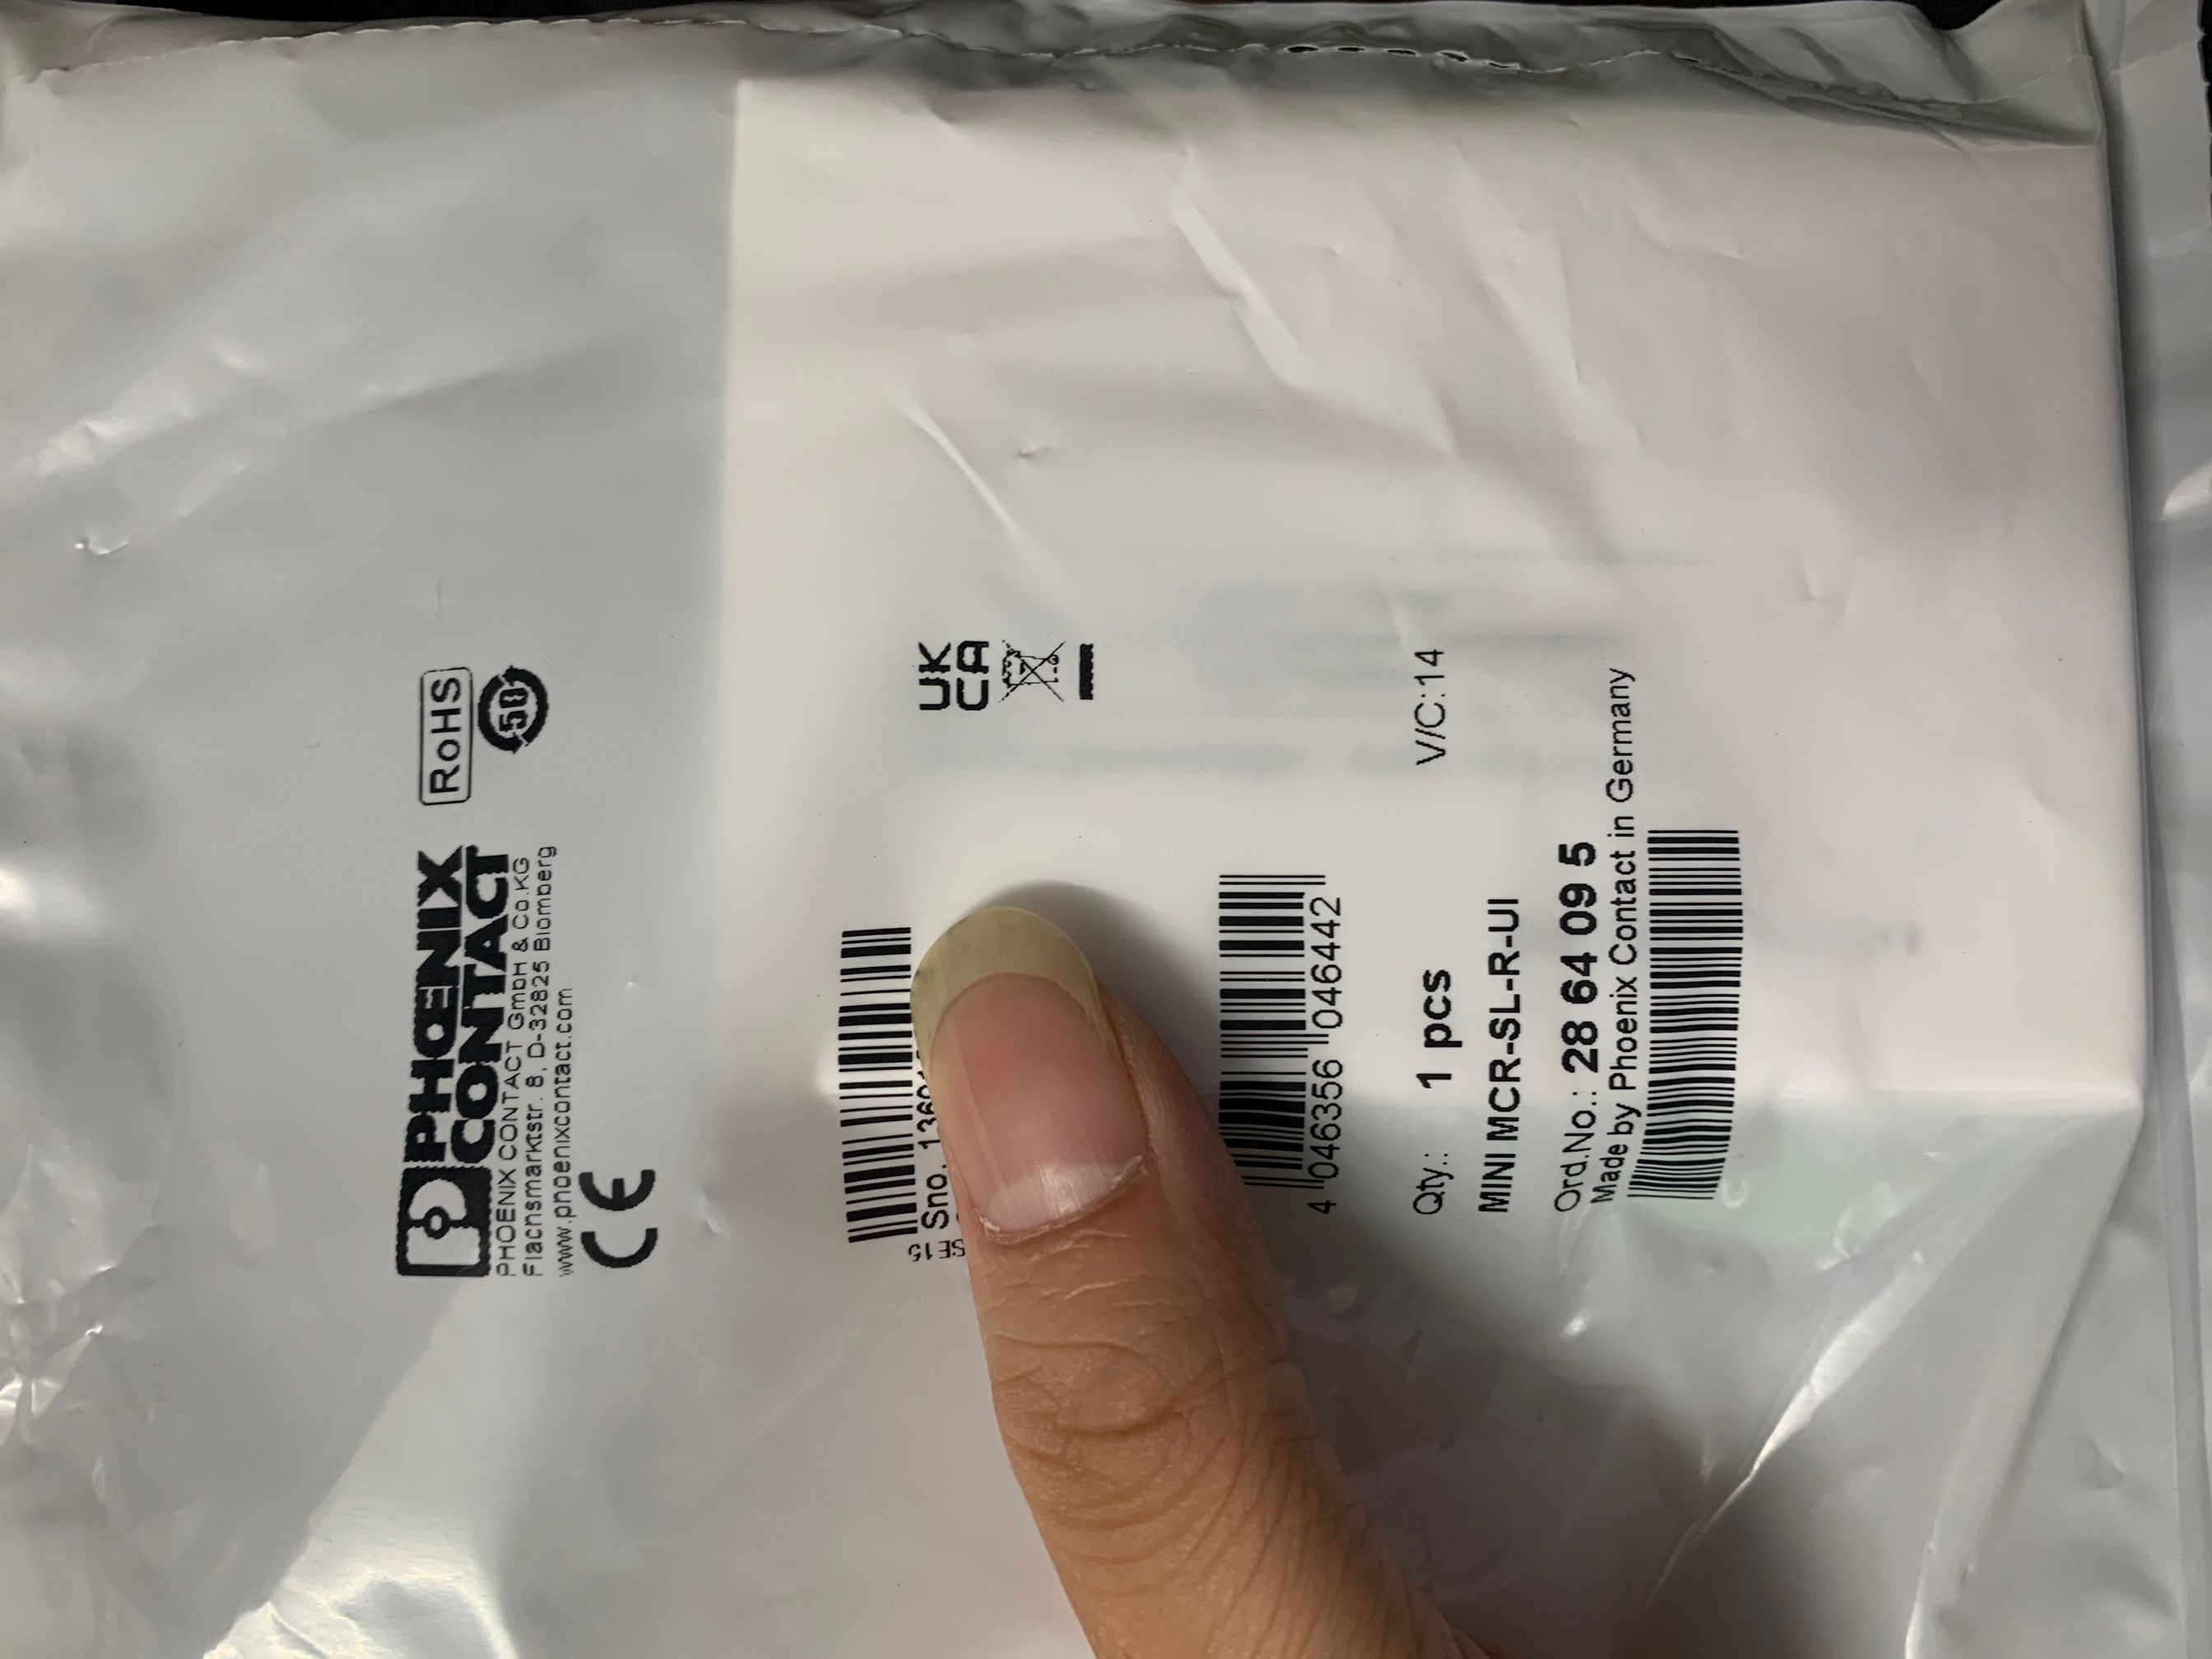 PHOENIX
CONTACT
RoHS
50
PHOENIX CONTACT GmbH & Co.KG
Flachsmarktstr. 8, D-32825 Blomberg
www.phoenixcontact.com
CE
UK
CA
Sno.
4 046356 046442
Qty.: 1 pcs
V/C:14
MINI MCR-SL-R-UI
Ord.No.: 28 64 09 5
Made by Phoenix Contact in Germany